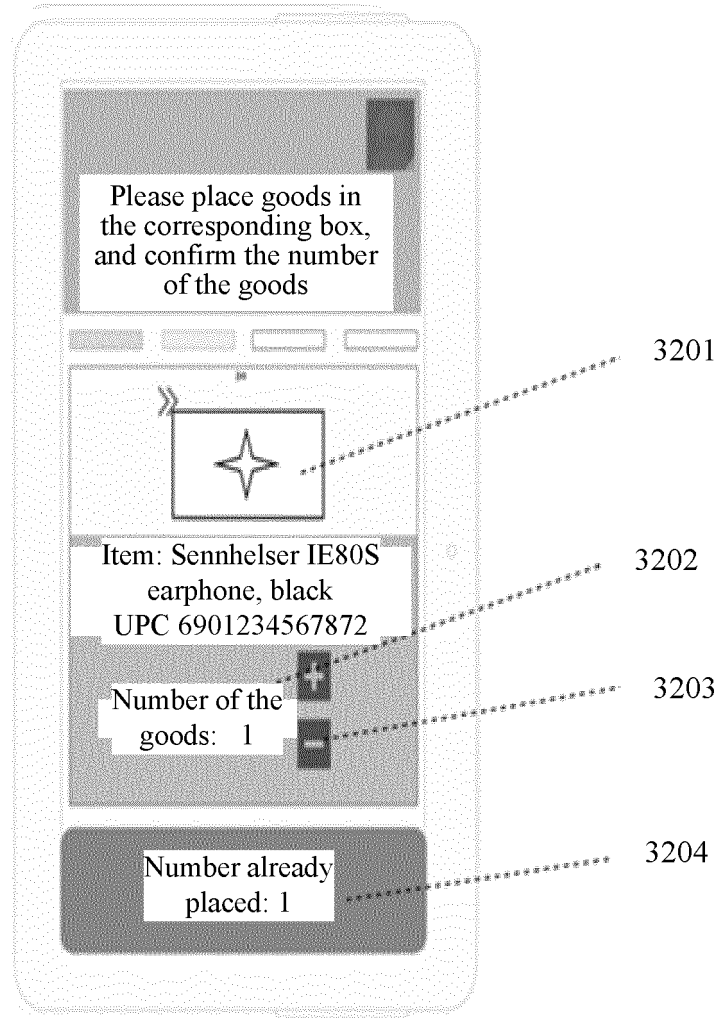 Please place goods in
the corresponding box,
and confirm the number
of the goods
3201
Item: Sennhelser IE80S
earphone, black
UPC 6901234567872
3202
+
Number of the
goods: 1
3203
-
Number already
placed: 1
3204